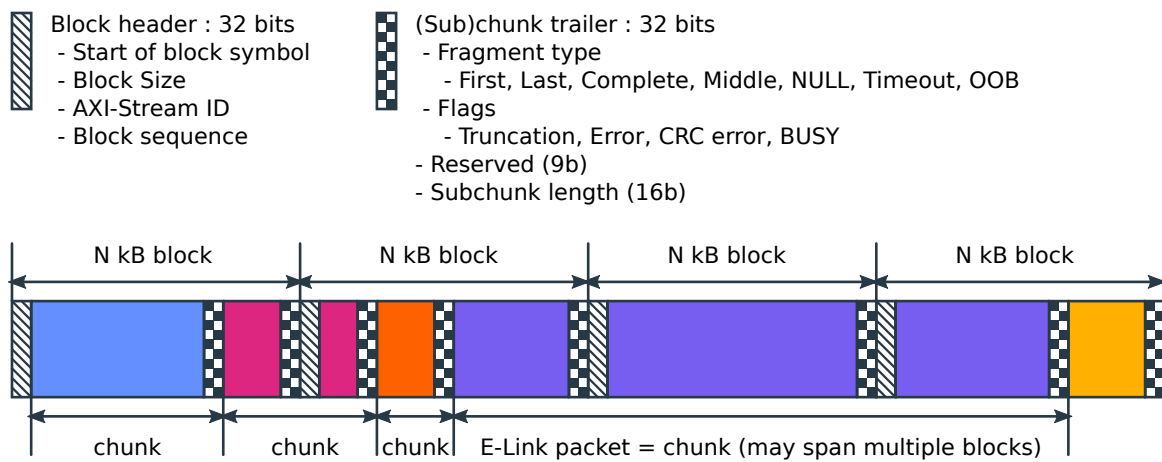 Block header : 32 bits
- Start of block symbol
- Block Size
- AXI-Stream ID
- Block sequence
(Sub)chunk trailer : 32 bits
- Fragment type
- First, Last, Complete, Middle, NULL, Timeout, OOB
- Flags
- Truncation, Error, CRC error, BUSY
- Reserved (9b)
- Subchunk length (16b)
N kB block
N kB block
N kB block
N kB block
chunk
chunk
chunk
E-Link packet = chunk (may span multiple blocks)